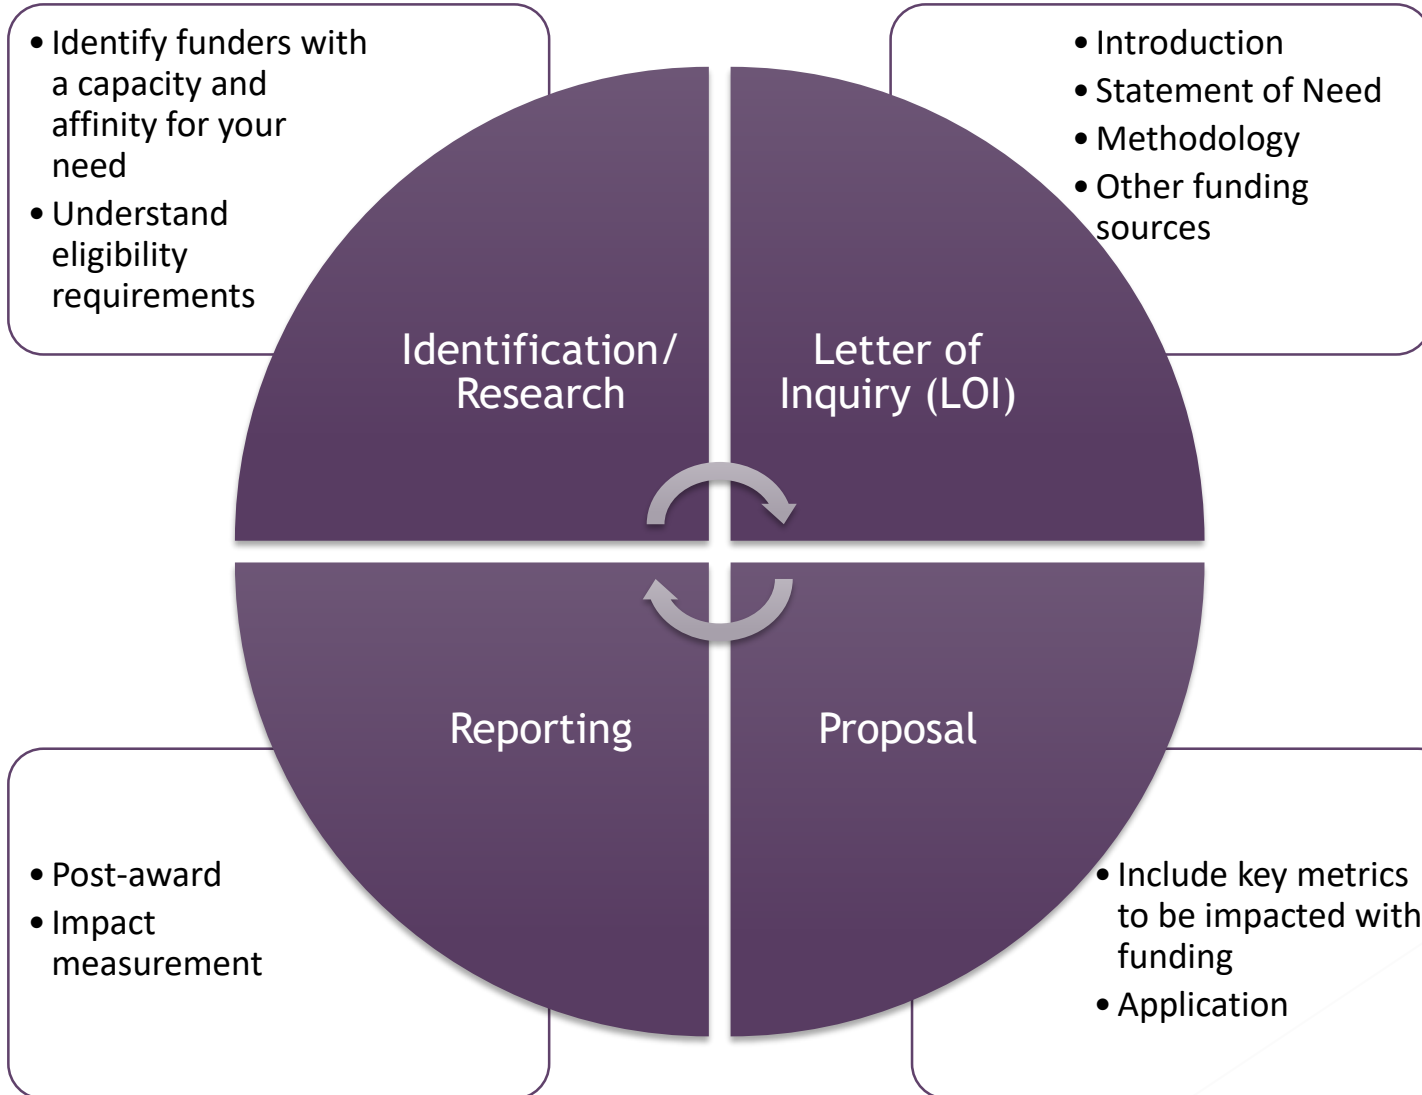 • Identify funders with
a capacity and
affinity for your
need
• Understand
eligibility
requirements
• Introduction
• Statement of Need
• Methodology
• Other funding
sources
Identification/
Research
Letter of
Inquiry (LOI)
Reporting
Proposal
• Post-award
• Impact
measurement
• Include key metrics
to be impacted with
funding
• Application